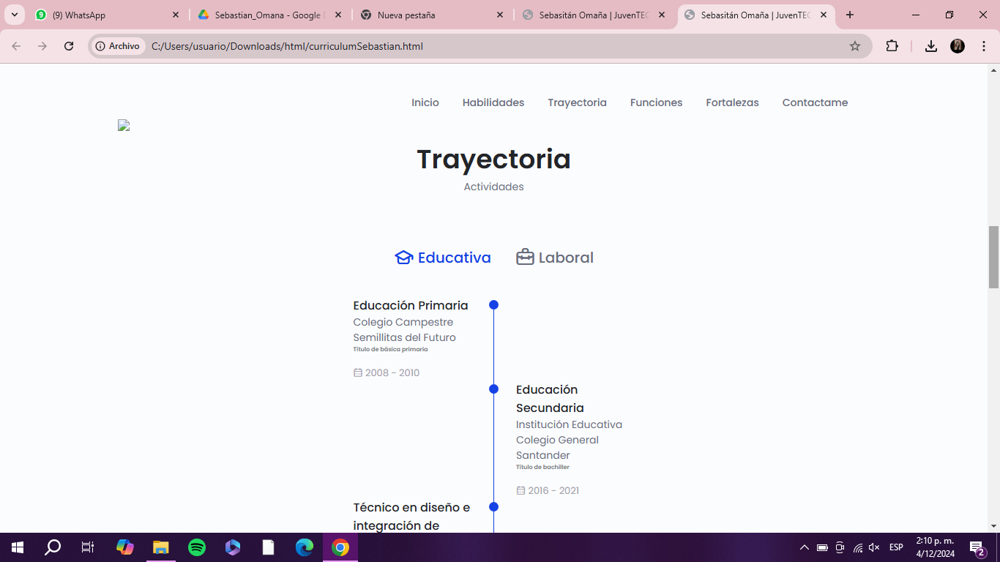 (9) WhatsApp
Sebastian_Omana - Google
Nueva pestaña
Sebasitán Omaña | JuvenTEC
Sebasitán Omaña | JuvenTEC
Archivo
C:/Users/usuario/Downloads/html/curriculumSebastian.html
Inicio
Habilidades
Trayectoria
Funciones
Fortalezas
Contactame
Trayectoria
Actividades
Educativa
Laboral
Educación Primaria
Colegio Campestre
Semillitas del Futuro
Título de básica primaria
2008 - 2010
Educación
Secundaria
Institución Educativa
Colegio General
Santander
Título de bachiller
2016 - 2021
Técnico en diseño e
integración de
ESP
2:10 p. m.
4/12/2024
2